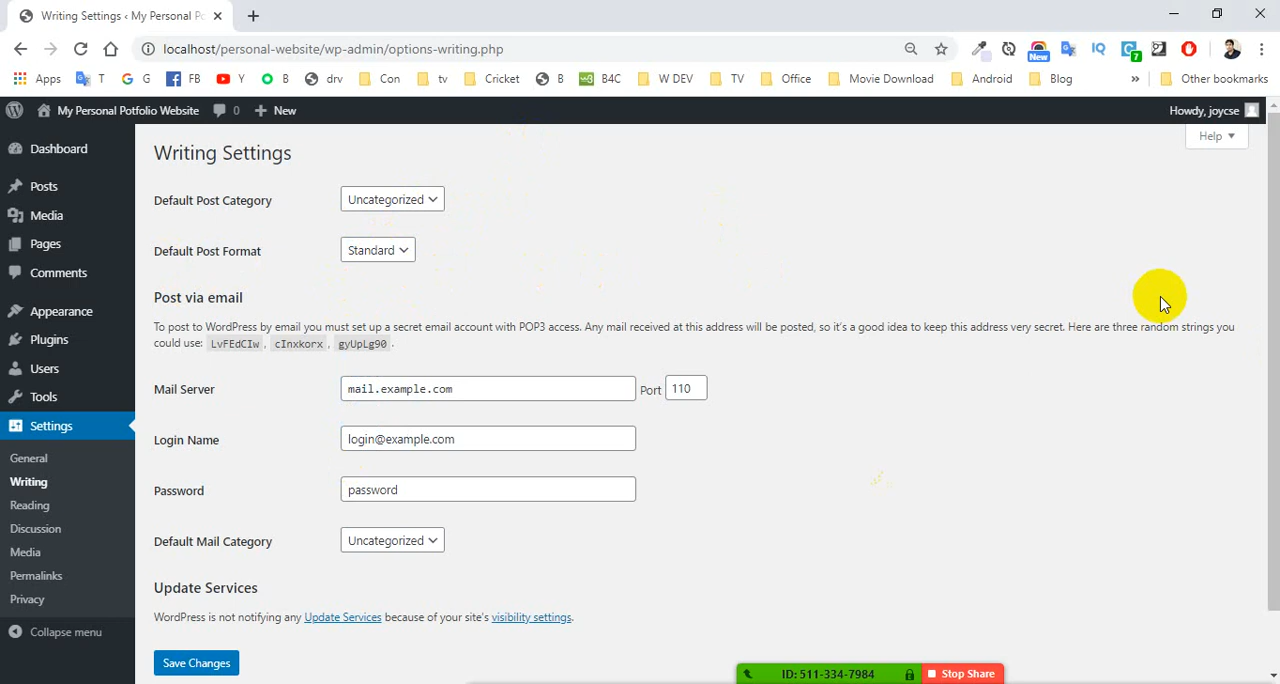 Writing Settings ‹ My Personal Po
localhost/personal-website/wp-admin/options-writing.php
New
7
Apps T G FB YouTube B drv Con tv Cricket B B4C W DEV TV Office Movie Download Android Blog » Other bookmarks
My Personal Potfolio Website 0 New Howdy, joycse
Help
Dashboard
Posts
Media
Pages
Comments
Appearance
Plugins
Users
Tools
Settings
General
Writing
Reading
Discussion
Media
Permalinks
Privacy
Collapse menu
Writing Settings
Default Post Category Uncategorized
Default Post Format Standard
Post via email
To post to WordPress by email you must set up a secret email account with POP3 access. Any mail received at this address will be posted, so it's a good idea to keep this address very secret. Here are three random strings you
could use: LvFEdCIw , cInxkorx , gyUpLg90 .
Mail Server mail.example.com Port 110
Login Name login@example.com
Password password
Default Mail Category Uncategorized
Update Services
WordPress is not notifying any Update Services because of your site's visibility settings.
Save Changes
ID: 511-334-7984 Stop Share